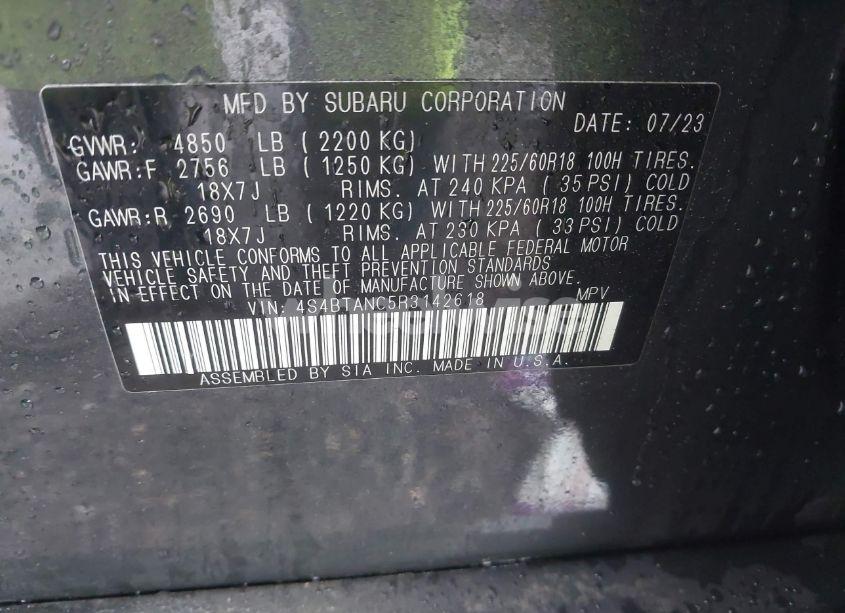 MFD BY SUBARU CORPORATION
DATE: 07/23
GVWR: 4850 LB ( 2200 KG)
GAWR:F 2756 LB ( 1250 KG) WITH 225/60R18 100H TIRES.
18X7J RIMS. AT 240 KPA ( 35 PSI) COLD
GAWR:R 2690 LB ( 1220 KG) WITH 225/60R18 100H TIRES.
18X7J RIMS. AT 230 KPA ( 33 PSI) COLD
THIS VEHICLE CONFORMS TO ALL APPLICABLE FEDERAL MOTOR
VEHICLE SAFETY AND THEFT PREVENTION STANDARDS
IN EFFECT ON THE DATE OF MANUFACTURE SHOWN ABOVE.
VIN: 4S4BTANC5R3142618 MPV
ASSEMBLED BY SIA INC. MADE IN U.S.A.